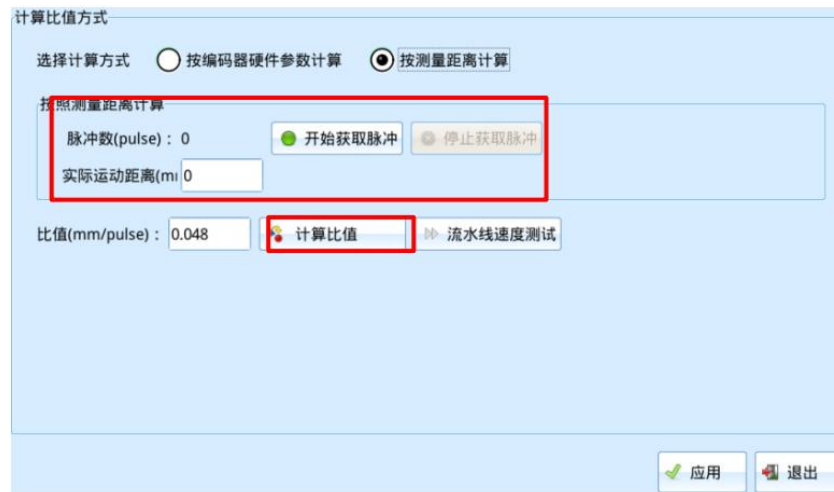 计算比值方式
选择计算方式 按编码器硬件参数计算 按测量距离计算
按照测量距离计算
脉冲数(pulse)：0 开始获取脉冲 停止获取脉冲
实际运动距离(mi 0
比值(mm/pulse)：0.048 计算比值 流水线速度测试
应用 退出